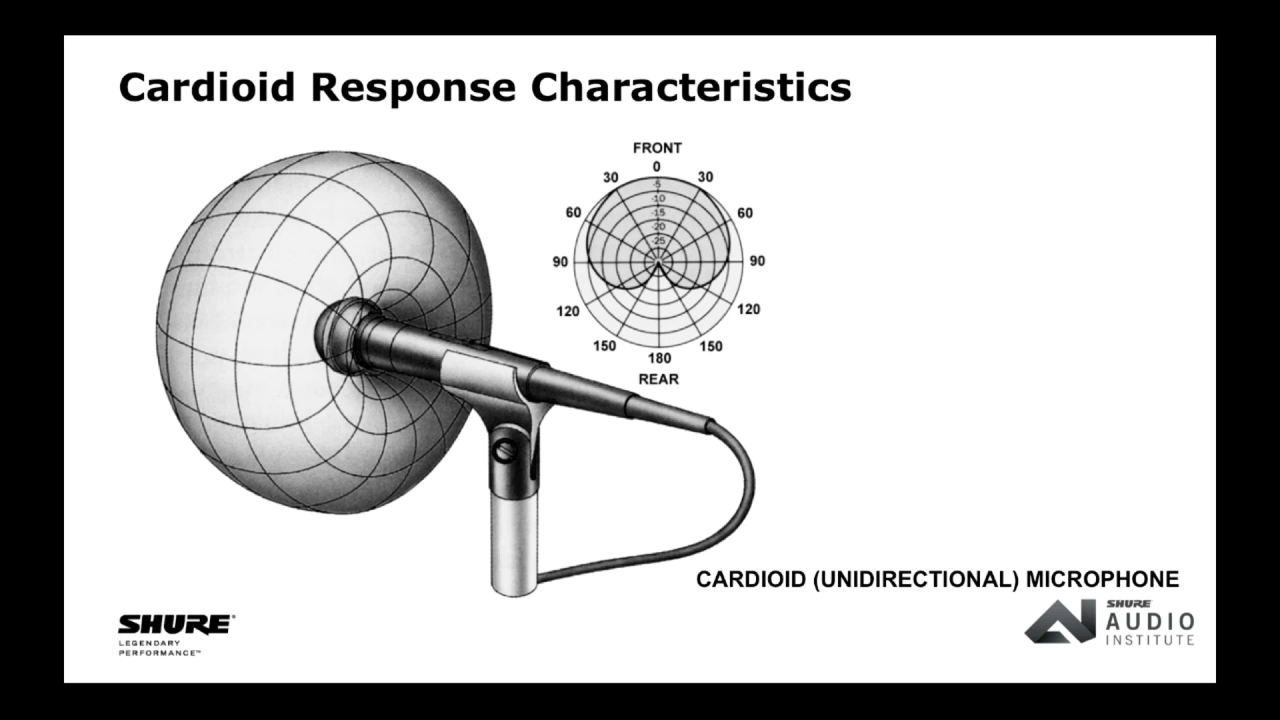 Cardioid Response Characteristics
FRONT
0
30 30
-5
-10
60 60
-15
-20
-25
90 90
120 120
150 150
180
REAR
CARDIOID (UNIDIRECTIONAL) MICROPHONE
SHURE®
LEGENDARY
PERFORMANCE™
SHURE
AUDIO
INSTITUTE